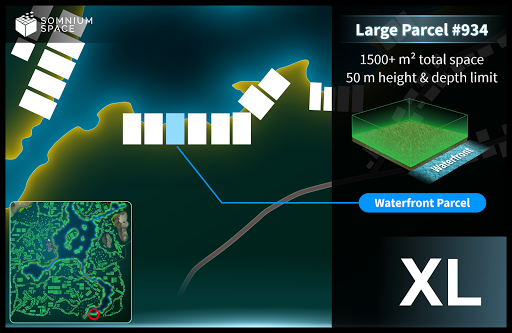 SOMNIUM
SPACE
Large Parcel #934
1500+ m² total space
50 m height & depth limit
Waterfront
Waterfront Parcel
XL